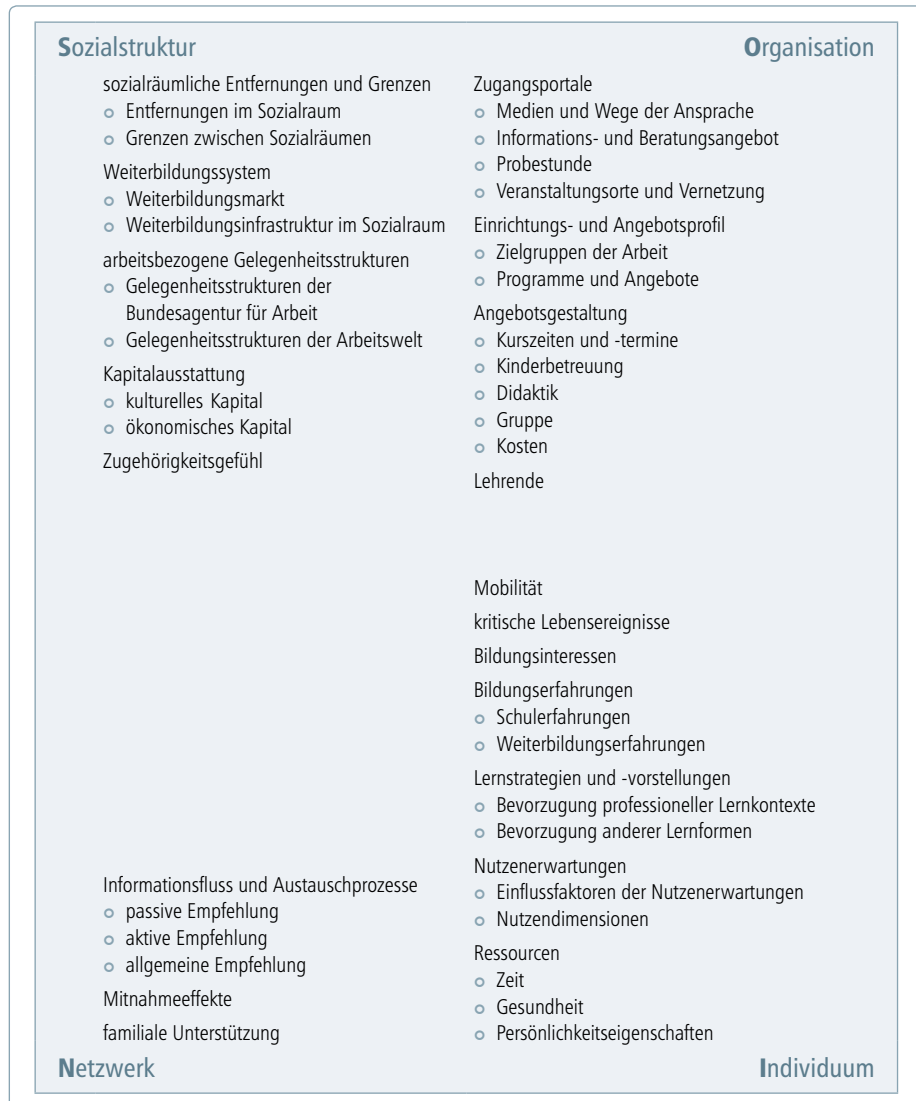 Sozialstruktur
sozialräumliche Entfernungen und Grenzen
Entfernungen im Sozialraum
Grenzen zwischen Sozialräumen
Weiterbildungssystem
Weiterbildungsmarkt
Weiterbildungsinfrastruktur im Sozialraum
arbeitsbezogene Gelegenheitsstrukturen
Gelegenheitsstrukturen der
Bundesagentur für Arbeit
Gelegenheitsstrukturen der Arbeitswelt
Kapitalausstattung
kulturelles Kapital
ökonomisches Kapital
Zugehörigkeitsgefühl
Organisation
Zugangsportale
Medien und Wege der Ansprache
Informations- und Beratungsangebot
Probestunde
Veranstaltungsorte und Vernetzung
Einrichtungs- und Angebotsprofil
Zielgruppen der Arbeit
Programme und Angebote
Angebotsgestaltung
Kurszeiten und -termine
Kinderbetreuung
Didaktik
Gruppe
Kosten
Lehrende
Informationsfluss und Austauschprozesse
passive Empfehlung
aktive Empfehlung
allgemeine Empfehlung
Mitnahmeeffekte
familiale Unterstützung
Netzwerk
Mobilität
kritische Lebensereignisse
Bildungsinteressen
Bildungserfahrungen
Schulerfahrungen
Weiterbildungserfahrungen
Lernstrategien und -vorstellungen
Bevorzugung professioneller Lernkontexte
Bevorzugung anderer Lernformen
Nutzenerwartungen
Einflussfaktoren der Nutzenerwartungen
Nutzendimensionen
Ressourcen
Zeit
Gesundheit
Persönlichkeitseigenschaften
Individuum